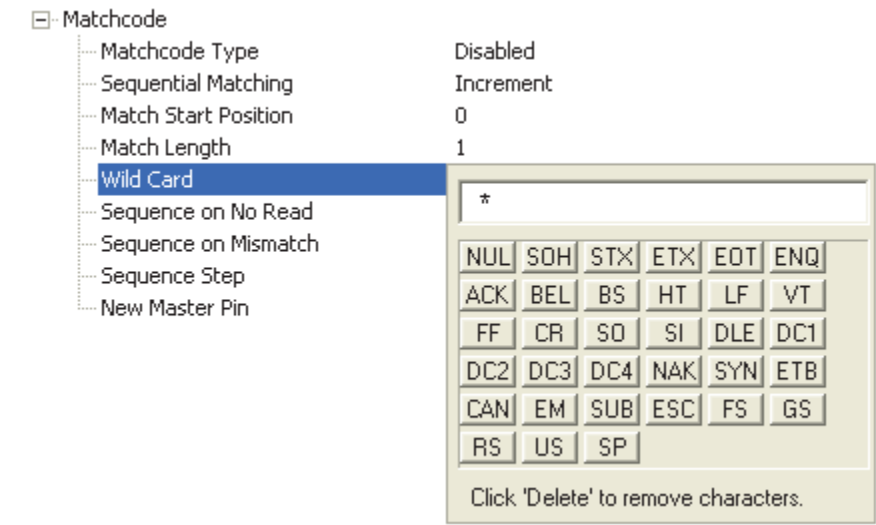 Matchcode
Matchcode Type Disabled
Sequential Matching Increment
Match Start Position 0
Match Length 1
Wild Card
*
Sequence on No Read
Sequence on Mismatch
Sequence Step
New Master Pin
NUL SOH STX ETX EOT ENQ
ACK BEL BS HT LF VT
FF CR SO SI DLE DC1
DC2 DC3 DC4 NAK SYN ETB
CAN EM SUB ESC FS GS
RS US SP
Click 'Delete' to remove characters.